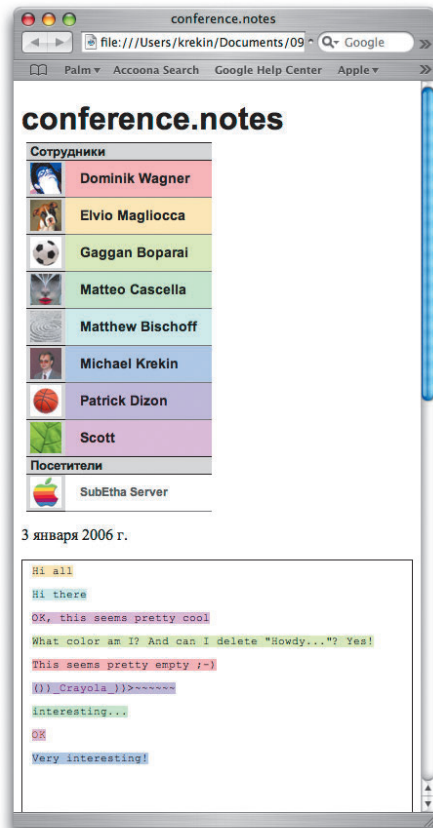 conference.notes
file:///Users/krekin/Documents/09
Google
Palm
Accoona Search
Google Help Center
Apple
conference.notes
Сотрудники
Dominik Wagner
Elvio Magliocca
Gaggan Boparai
Matteo Cascella
Matthew Bischoff
Michael Krekin
Patrick Dizon
Scott
Посетители
SubEtha Server
3 января 2006 г.
Hi all
Hi there
OK, this seems pretty cool
What color am I? And can I delete "Howdy..."? Yes!
This seems pretty empty ;-)
())_Crayola_))>~~~~~~
interesting...
OK
Very interesting!